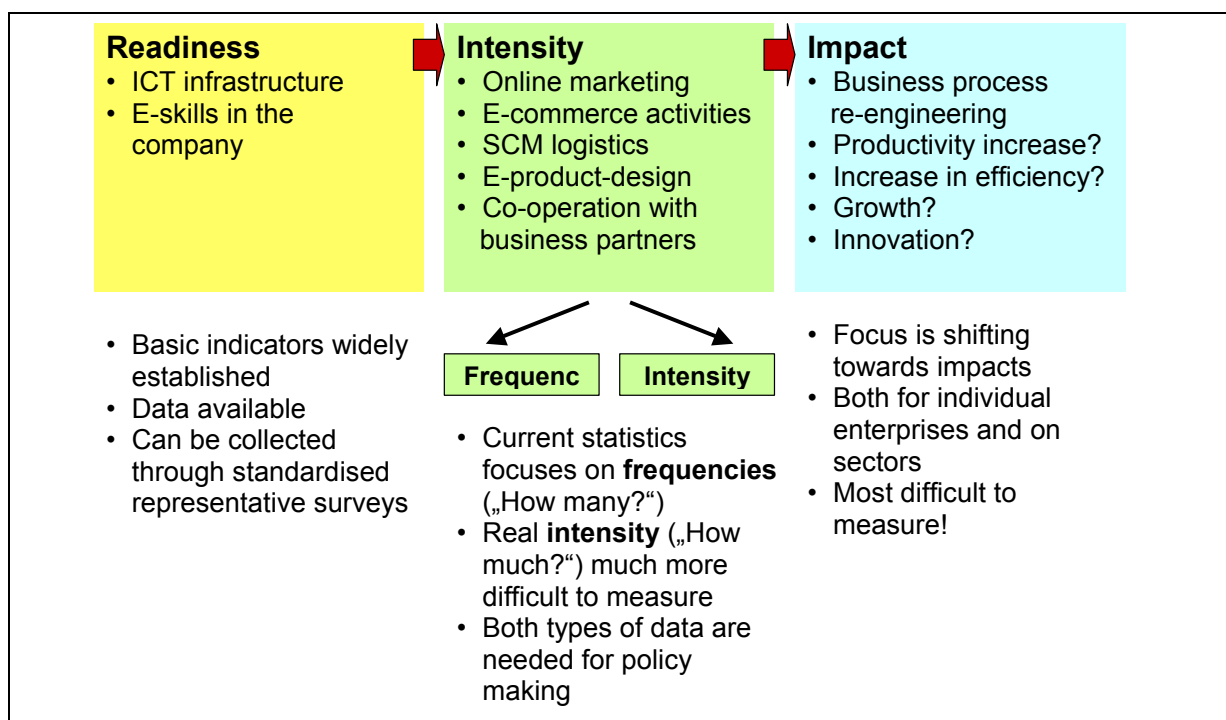 Readiness
• ICT infrastructure
• E-skills in the
company
Intensity
• Online marketing
• E-commerce activities
• SCM logistics
• E-product-design
• Co-operation with
business partners
Impact
• Business process
re-engineering
• Productivity increase?
• Increase in efficiency?
• Growth?
• Innovation?
• Basic indicators widely
established
• Data available
• Can be collected
through standardised
representative surveys
Frequenc
Intensity
• Current statistics
focuses on frequencies
(„How many?“)
• Real intensity („How
much?“) much more
difficult to measure
• Both types of data are
needed for policy
making
• Focus is shifting
towards impacts
• Both for individual
enterprises and on
sectors
• Most difficult to
measure!